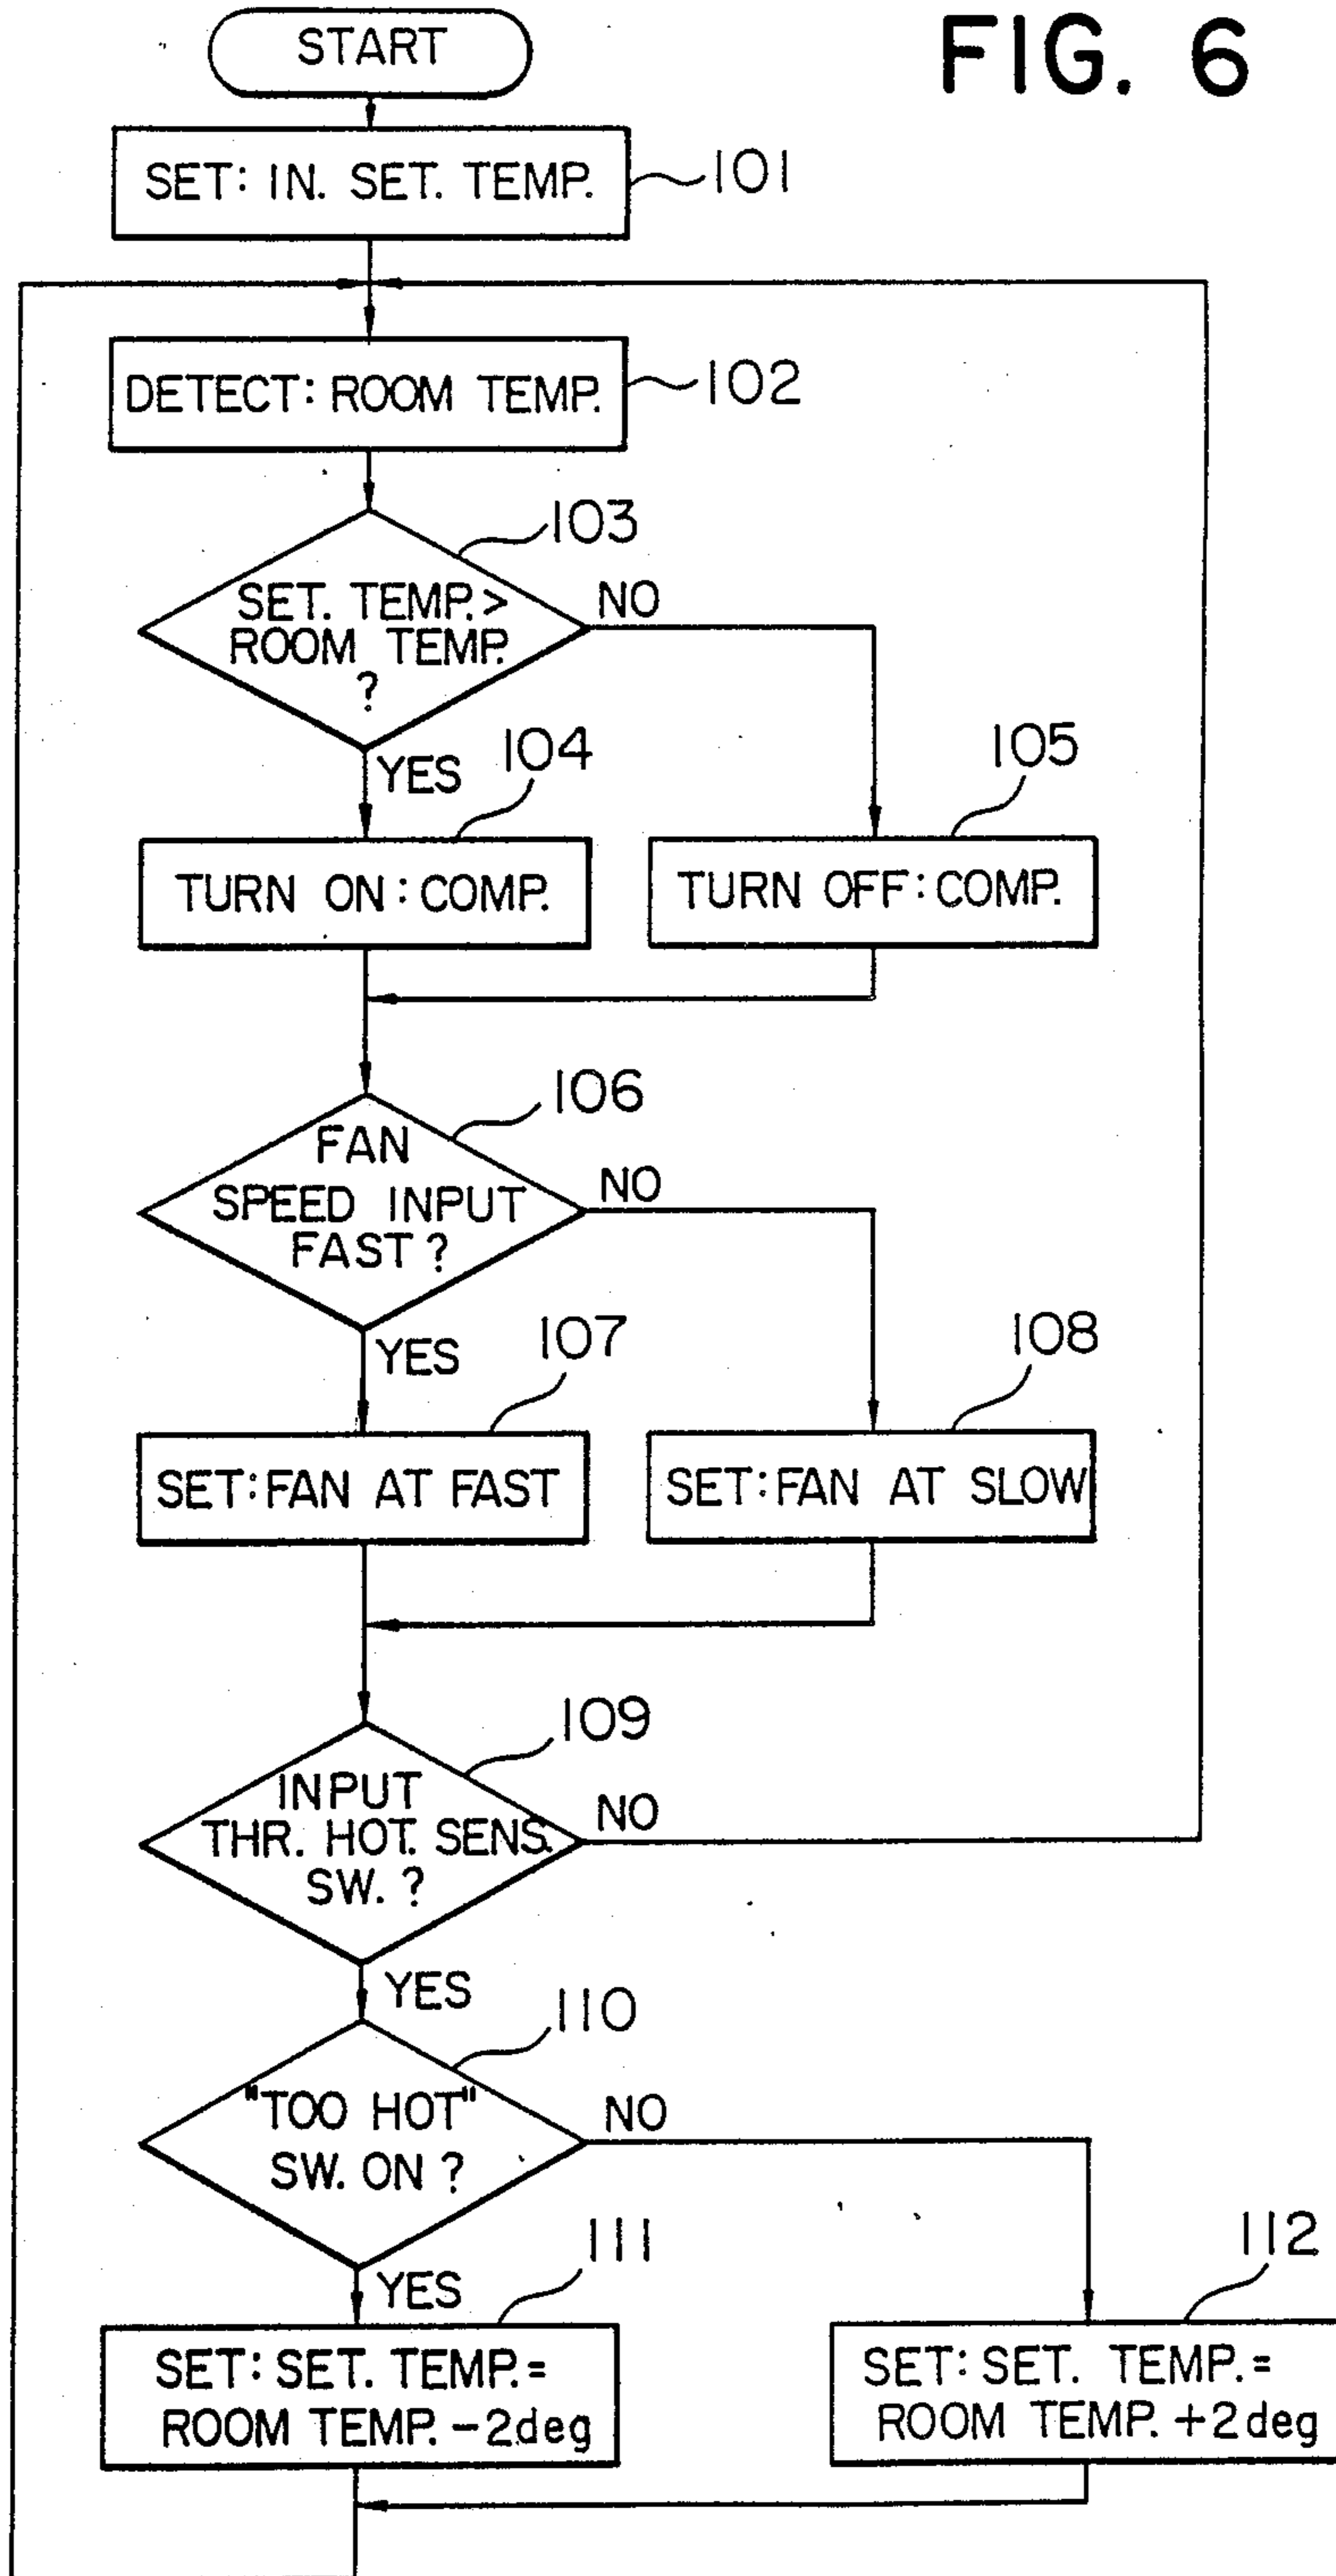 FIG. 6
START
SET: IN. SET. TEMP.
101
DETECT: ROOM TEMP.
102
103
SET. TEMP. >
ROOM TEMP.
?
NO
YES
104
105
TURN ON: COMP.
TURN OFF: COMP.
106
FAN
SPEED INPUT
FAST?
NO
YES
107
108
SET: FAN AT FAST
SET: FAN AT SLOW
109
INPUT
THR. HOT. SENS.
SW. ?
NO
YES
110
"TOO HOT"
SW. ON ?
NO
YES
111
112
SET: SET. TEMP. =
ROOM TEMP. -2deg
SET: SET. TEMP. =
ROOM TEMP. +2deg